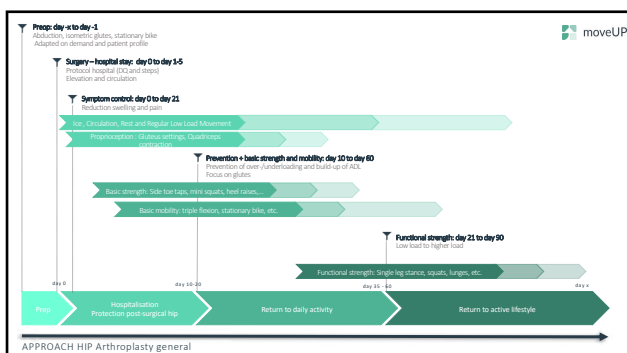 Preop: day -x to day -1
Abduction, isometric glutes, stationary bike
Adapted on demand and patient profile
moveUP
Surgery – hospital stay: day 0 to day 1-5
Protocol hospital (DQ and steps)
Elevation and circulation
Symptom control: day 0 to 21
Reduction swelling and pain
Ice , Circulation, Rest and Regular Low Load Movement
Propnoception : Gluteus settings, Quadriceps
contraction
Prevention + basic strength and mobility: day 10 to 60
Prevention of over-/underloading and build-up of ADL
Focus on glutes
Basic strength: Side toe taps, mini squats, heel raises,...
Basic mobility: triple flexion, stationary bike, etc.
Functional strength: day 21 to 90
Low load to higher load
Functional strength: Single leg stance, squats, lunges, etc.
day 0
day 10-20
day 35 - 60
day x
Prep
Hospitalisation
Protection post-surgical hip
Return to daily activity
Return to active lifestyle
APPROACH HIP Arthroplasty general